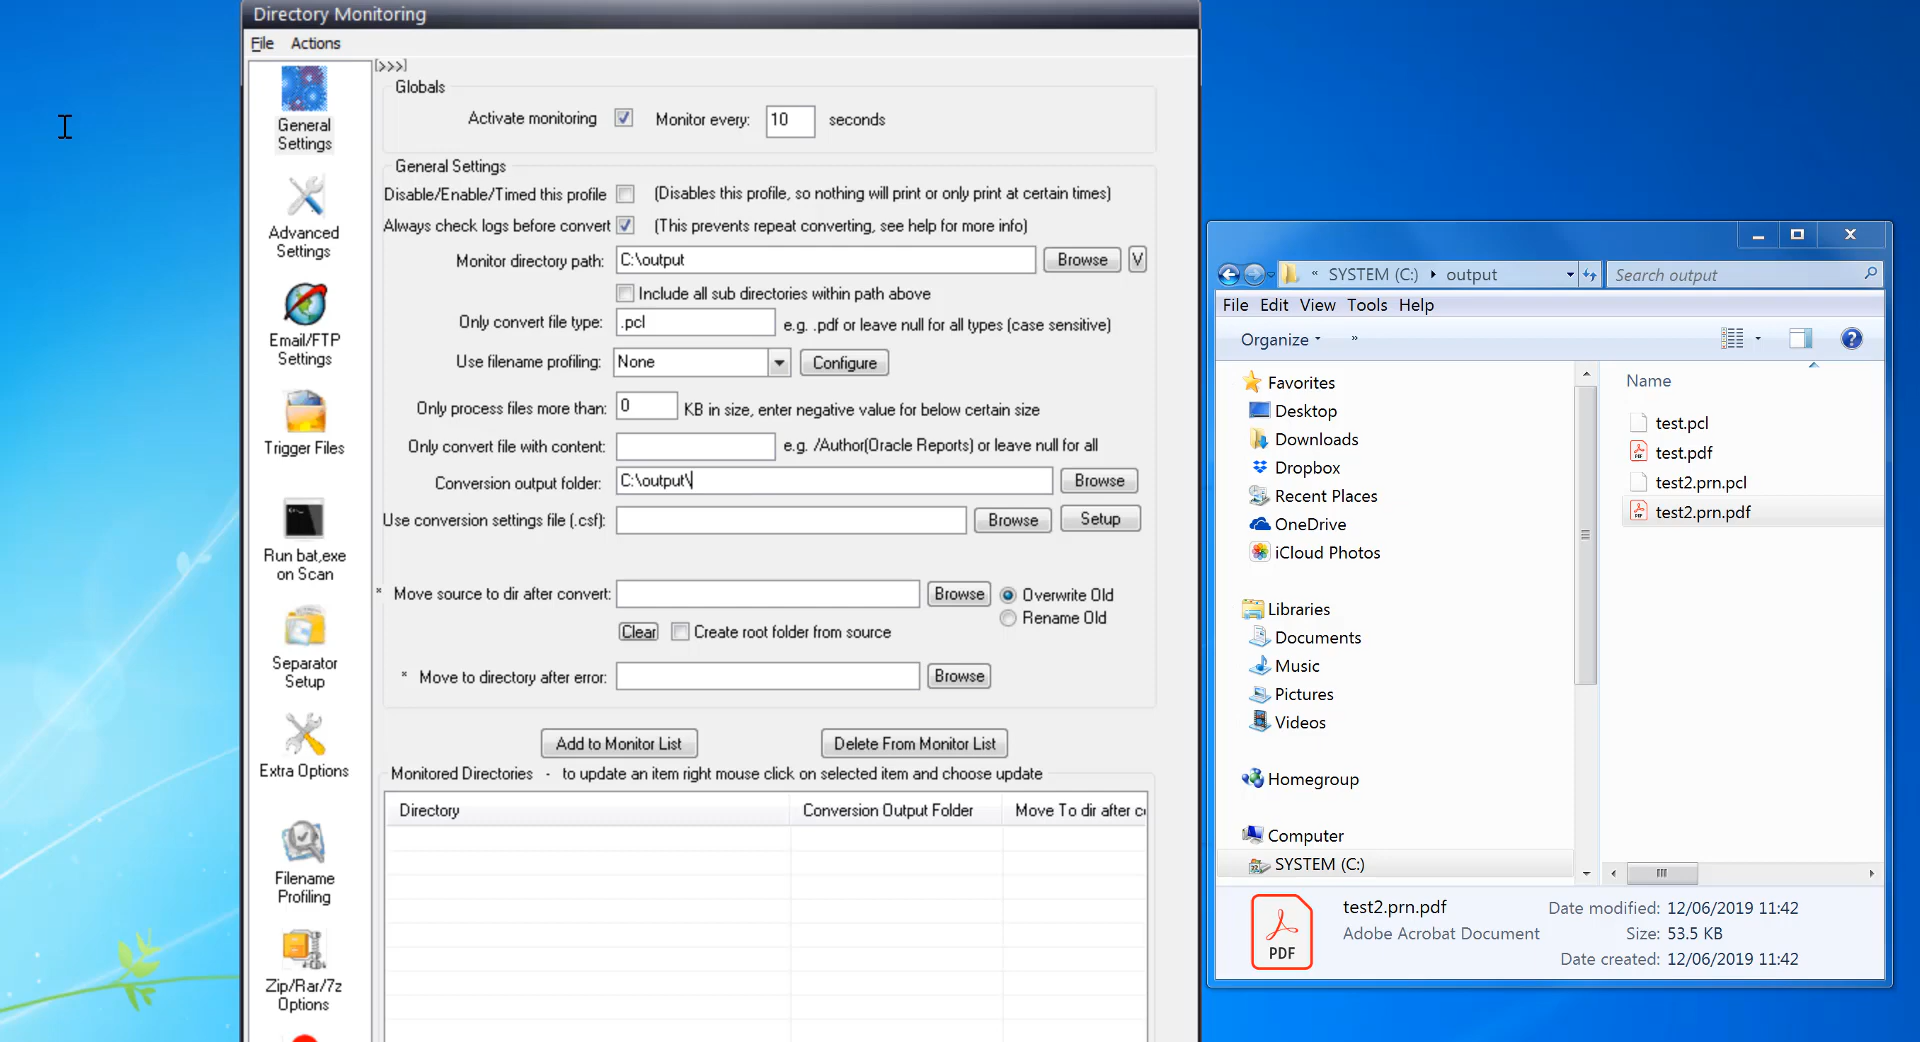 Directory Monitoring
File Actions
[>>>]
General
Settings
Advanced
Settings
Email/FTP
Settings
Trigger Files
Run bat,exe
on Scan
Separator
Setup
Extra Options
Filename
Profiling
Zip/Rar/7z
Options
Globals
Activate monitoring Monitor every: 10 seconds
General Settings
Disable/Enable/Timed this profile (Disables this profile, so nothing will print or only print at certain times)
Always check logs before convert (This prevents repeat converting, see help for more info)
Monitor directory path: C:\output Browse V
Include all sub directories within path above
Only convert file type: .pcl e.g. .pdf or leave null for all types (case sensitive)
Use filename profiling: None Configure
Only process files more than: 0 KB in size, enter negative value for below certain size
Only convert file with content: e.g. /Author(Oracle Reports) or leave null for all
Conversion output folder: C:\output\ Browse
Use conversion settings file (.csf): Browse Setup
* Move source to dir after convert: Browse Overwrite Old
Rename Old
Clear Create root folder from source
* Move to directory after error: Browse
Add to Monitor List Delete From Monitor List
Monitored Directories - to update an item right mouse click on selected item and choose update
Directory Conversion Output Folder Move To dir after c
« SYSTEM (C:) output Search output
File Edit View Tools Help
Organize »
Favorites
Desktop
Downloads
Dropbox
Recent Places
OneDrive
iCloud Photos
Libraries
Documents
Music
Pictures
Videos
Homegroup
Computer
SYSTEM (C:)
Name
test.pcl
test.pdf
test2.prn.pcl
test2.prn.pdf
PDF
test2.prn.pdf Date modified: 12/06/2019 11:42
Adobe Acrobat Document Size: 53.5 KB
Date created: 12/06/2019 11:42